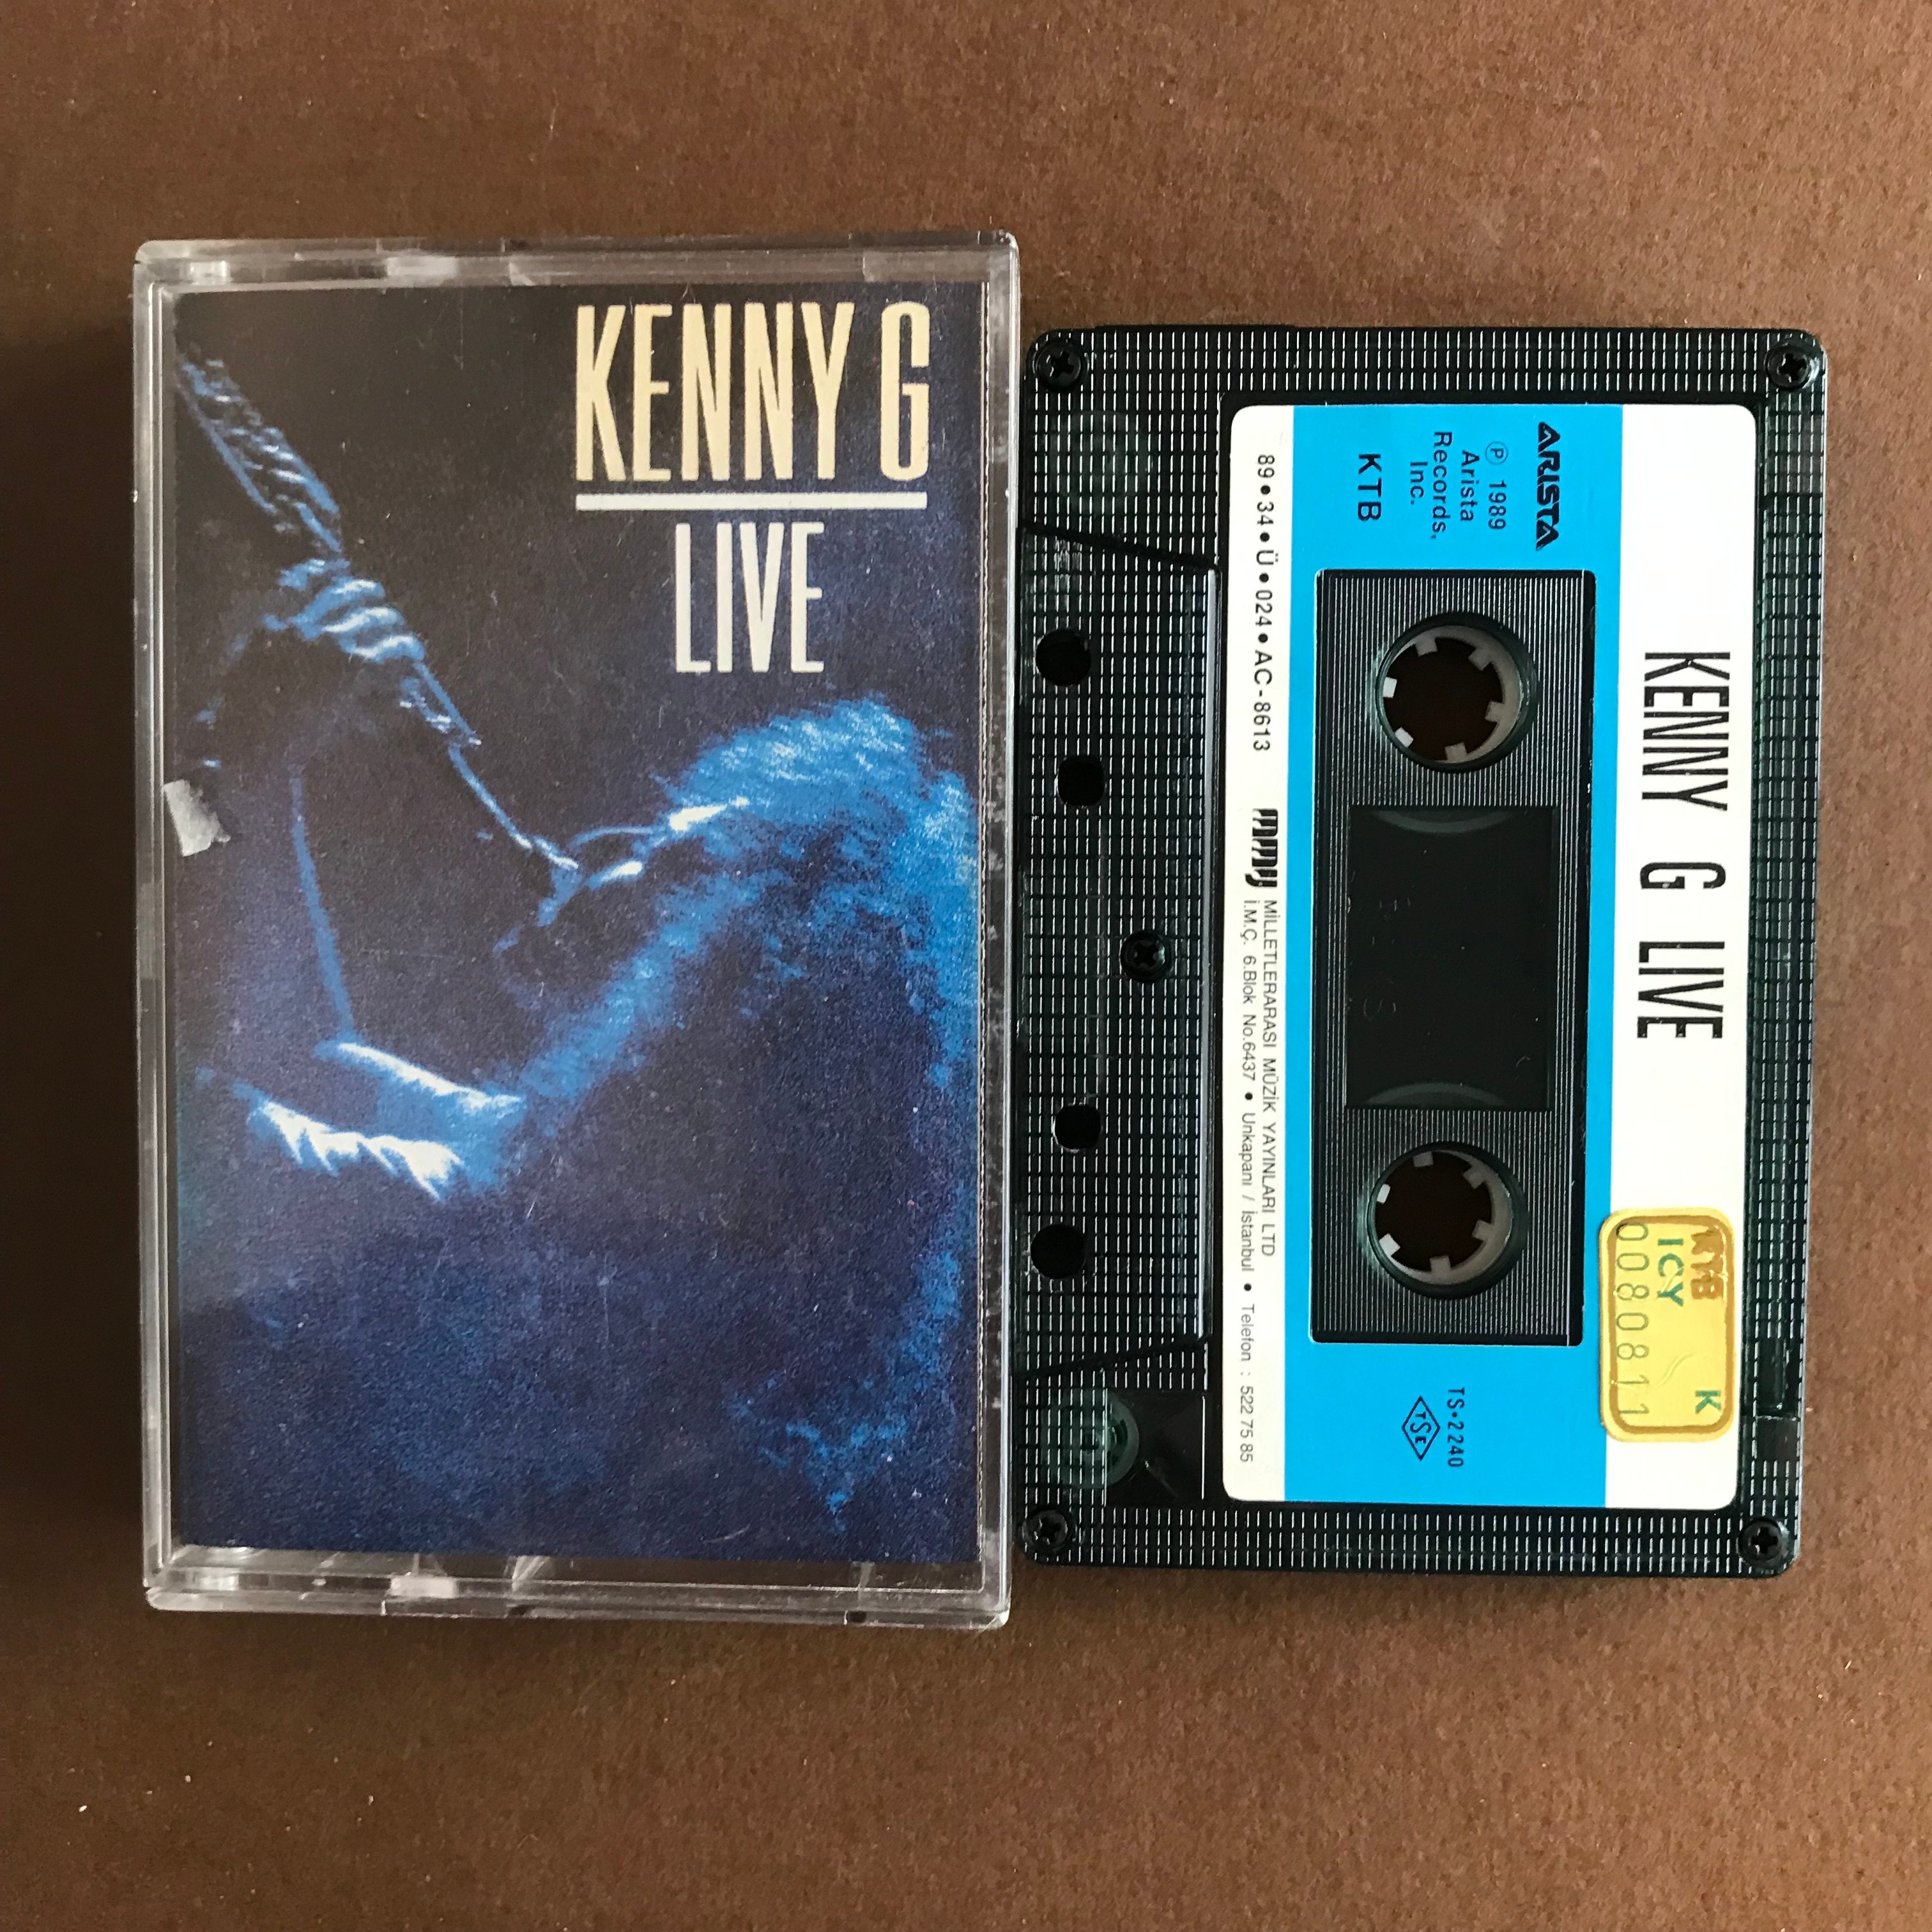 KENNY G
LIVE
KENNY G LIVE
ARISTA
Ⓟ 1989
Arista
Records,
Inc.
KTB
TS•2240
TSE
89•34•Ü•024•AC-8613
MMY MİLLETLERARASI MÜZİK YAYINLARI LTD
İ.M.Ç. 6.Blok No.6437 • Unkapanı / İstanbul • Telefon : 522 75 85
KTB
ICY K
0080811